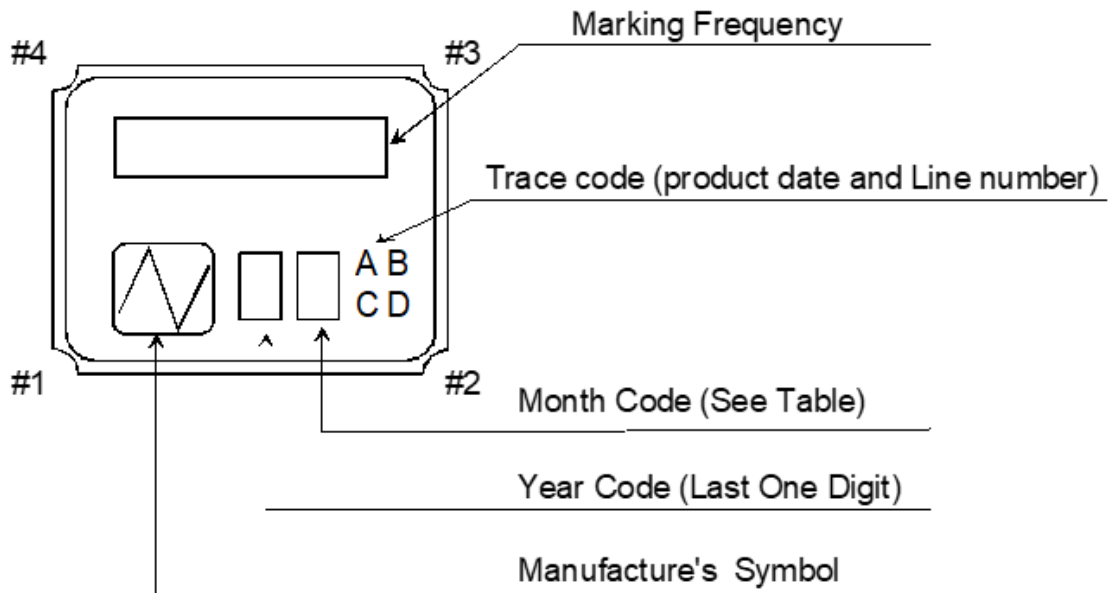 Marking Frequency
#4
#3
Trace code (product date and Line number)
A B
C D
#1
#2
Month Code (See Table)
Year Code (Last One Digit)
Manufacture's Symbol